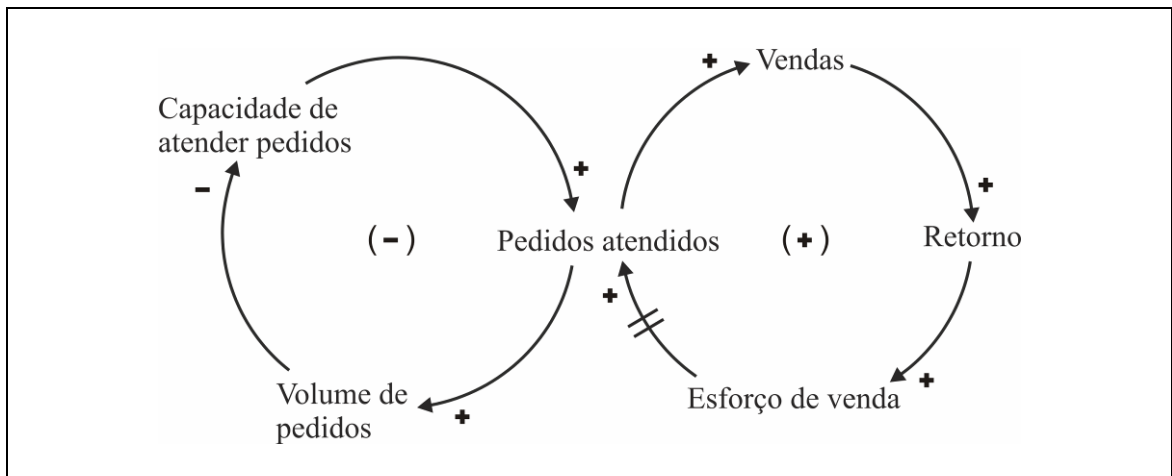 Vendas
Capacidade de
atender pedidos
+
+
-
+
(-)
Pedidos atendidos
(+)
Retorno
+
Volume de
pedidos
+
Esforço de venda
+